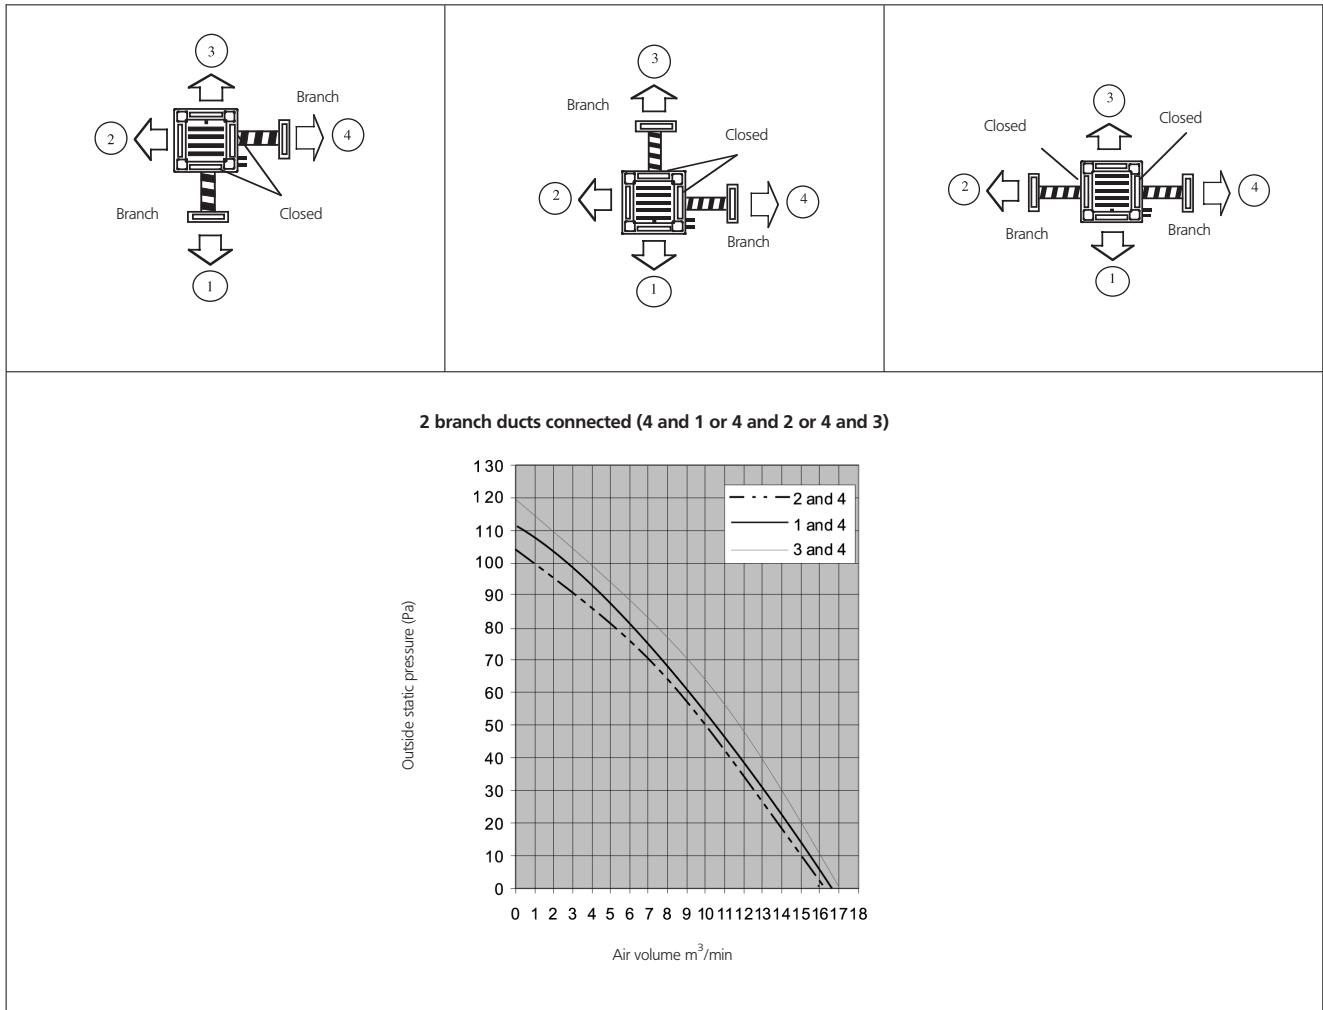 3
Branch
2
4
Branch
Closed
1
3
Branch
Closed
2
4
Branch
1
3
Closed
Closed
2
4
Branch
Branch
1
2 branch ducts connected (4 and 1 or 4 and 2 or 4 and 3)
130
120
110
100
90
80
70
60
50
40
30
20
10
0
2 and 4
1 and 4
3 and 4
Outside static pressure (Pa)
0 1 2 3 4 5 6 7 8 9 10 11 12 13 14 15 16 17 18
Air volume m³/min